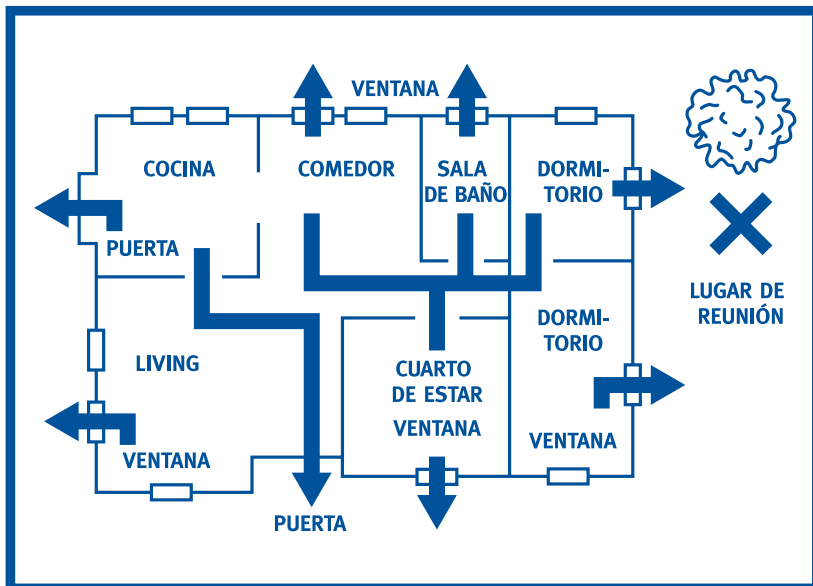 VENTANA
COCINA
COMEDOR
SALA
DE BAÑO
DORMI-
TORIO
PUERTA
LUGAR DE
REUNIÓN
DORMI-
TORIO
LIVING
CUARTO
DE ESTAR
VENTANA
VENTANA
VENTANA
PUERTA